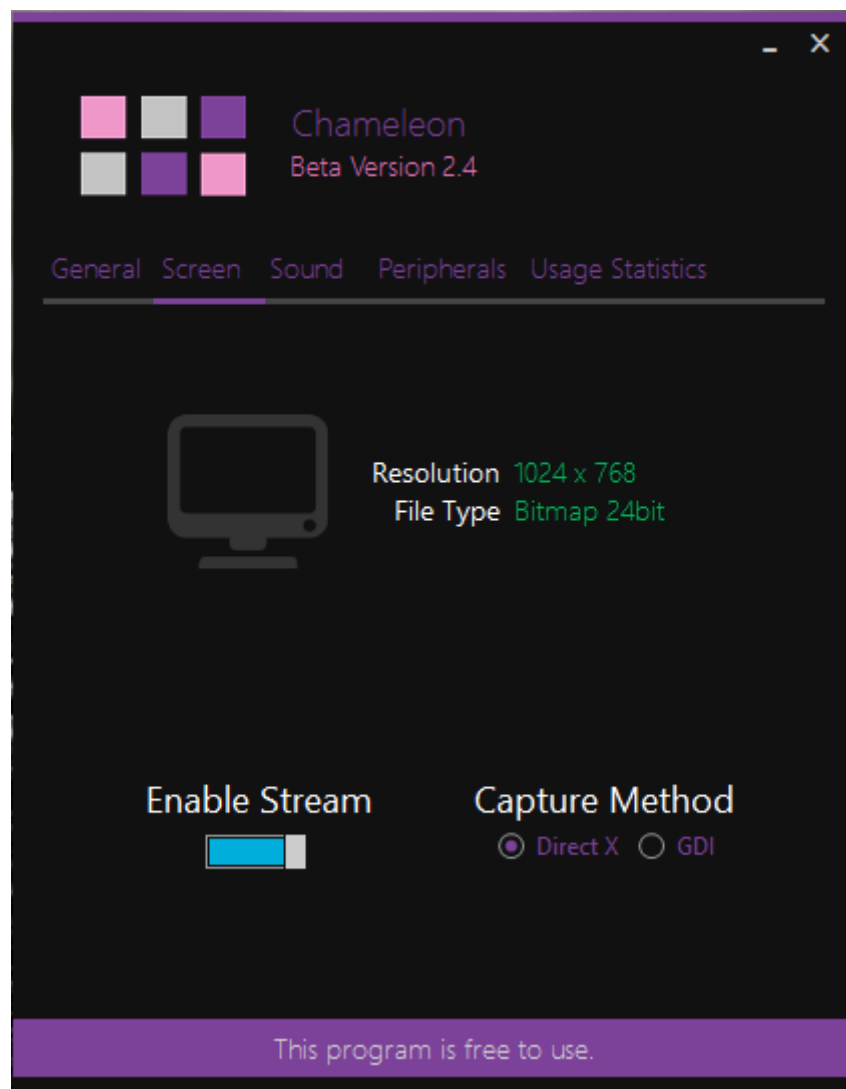 Chameleon
Beta Version 2.4
General Screen Sound Peripherals Usage Statistics
Resolution 1024 x 768
File Type Bitmap 24bit
Enable Stream Capture Method
Direct X GDI
This program is free to use.